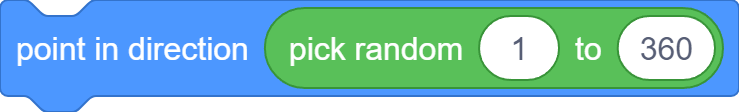 point in direction pick random 1 to 360